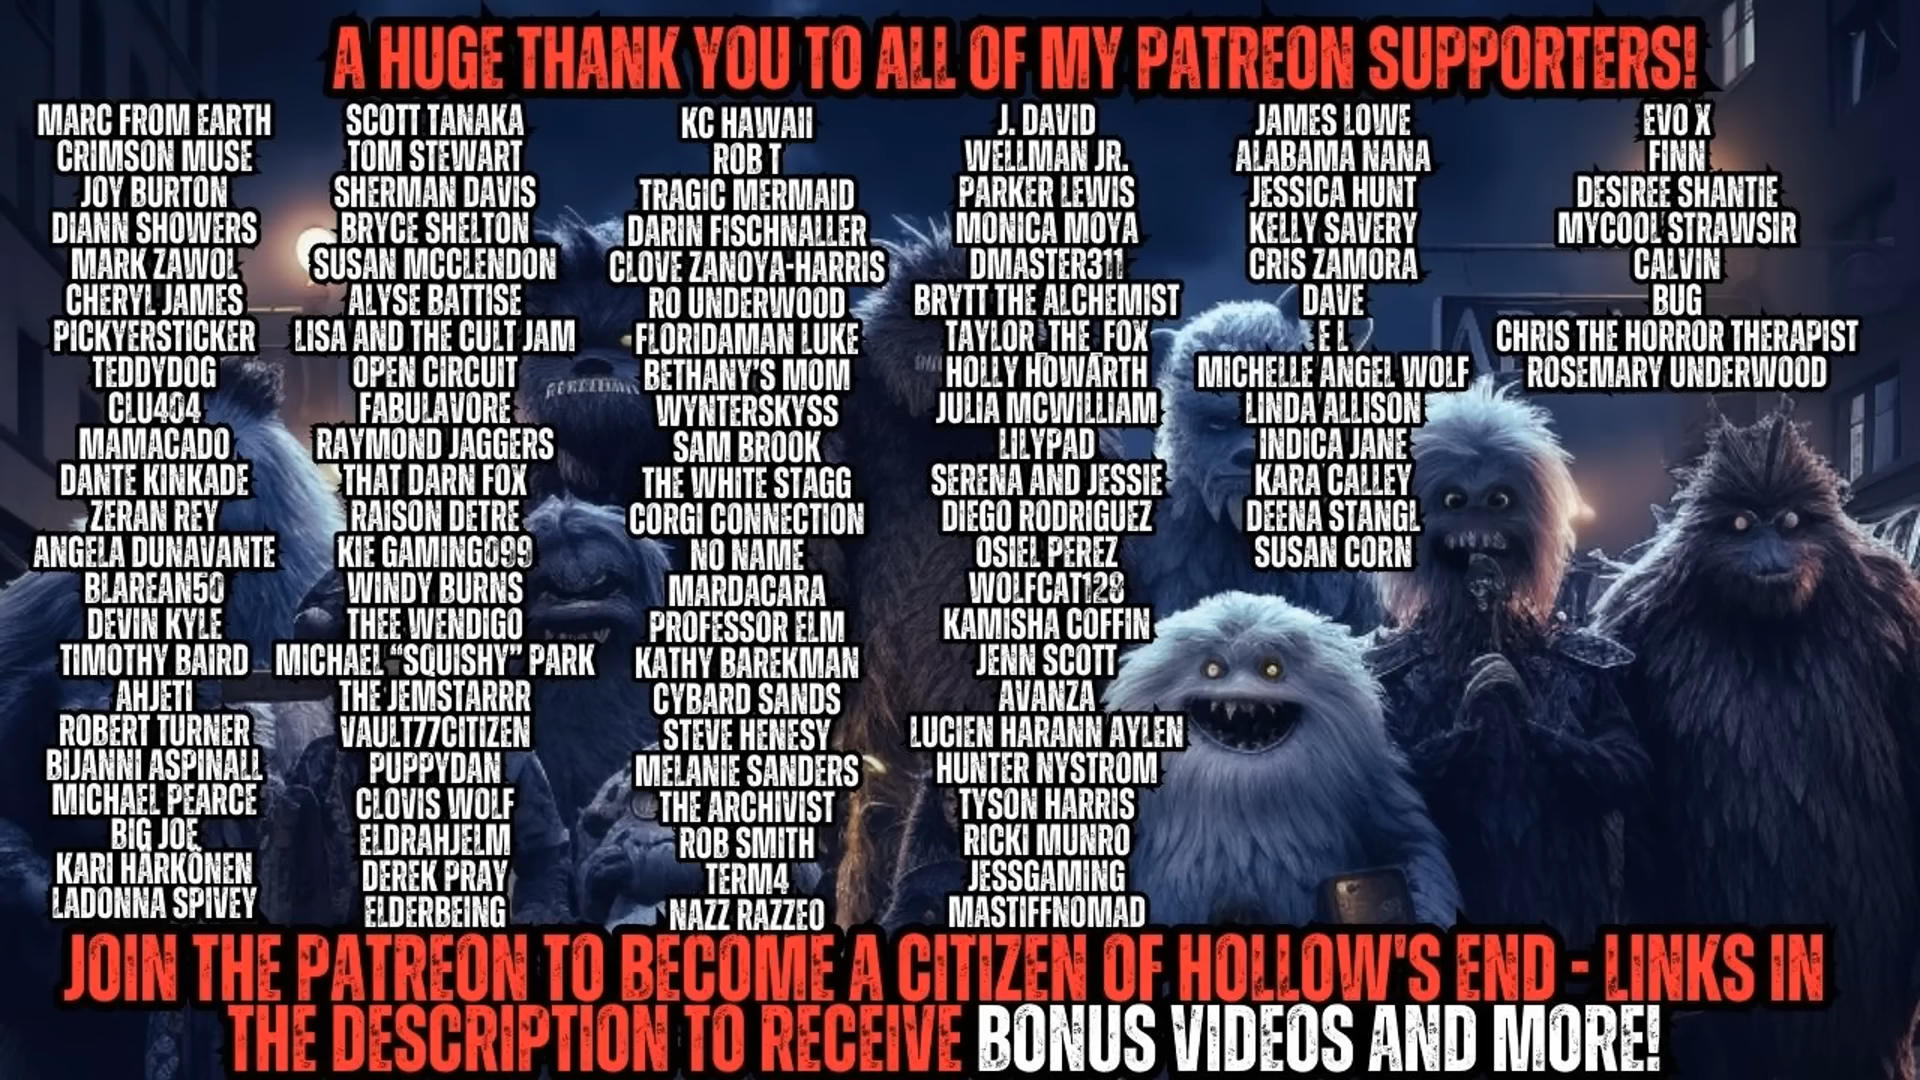 A HUGE THANK YOU TO ALL OF MY PATREON SUPPORTERS!
MARC FROM EARTH
CRIMSON MUSE
JOY BURTON
DIANN SHOWERS
MARK ZAWOL
CHERYL JAMES
PICKYERSTICKER
TEDDYDOG
CLU404
MAMACADO
DANTE KINKADE
ZERAN REY
ANGELA DUNAVANTE
BLAREAN50
DEVIN KYLE
TIMOTHY BAIRD
AHJETI
ROBERT TURNER
BIJANNI ASPINALL
MICHAEL PEARCE
BIG JOE
KARI HÄRKÖNEN
LADONNA SPIVEY
SCOTT TANAKA
TOM STEWART
SHERMAN DAVIS
BRYCE SHELTON
SUSAN MCCLENDON
ALYSE BATTISE
LISA AND THE CULT JAM
OPEN CIRCUIT
FABULAVORE
RAYMOND JAGGERS
THAT DARN FOX
RAISON DETRE
KIE GAMING099
WINDY BURNS
THEE WENDIGO
MICHAEL “SQUISHY” PARK
THE JEMSTARRR
VAULT77CITIZEN
PUPPYDAN
CLOVIS WOLF
ELDRAHJELM
DEREK PRAY
ELDERBEING
KC HAWAII
ROB T
TRAGIC MERMAID
DARIN FISCHNALLER
CLOVE ZANOYA-HARRIS
RO UNDERWOOD
FLORIDAMAN LUKE
BETHANY’S MOM
WYNTERSKYSS
SAM BROOK
THE WHITE STAGG
CORGI CONNECTION
NO NAME
MARDACARA
PROFESSOR ELM
KATHY BAREKMAN
CYBARD SANDS
STEVE HENESY
MELANIE SANDERS
THE ARCHIVIST
ROB SMITH
TERM4
NAZZ RAZZEO
J. DAVID
WELLMAN JR.
PARKER LEWIS
MONICA MOYA
DMASTER311
BRYTT THE ALCHEMIST
TAYLOR_THE_FOX
HOLLY HOWARTH
JULIA MCWILLIAM
LILYPAD
SERENA AND JESSIE
DIEGO RODRIGUEZ
OSIEL PEREZ
WOLFCAT128
KAMISHA COFFIN
JENN SCOTT
AVANZA
LUCIEN HARANN AYLEN
HUNTER NYSTROM
TYSON HARRIS
RICKI MUNRO
JESSGAMING
MASTIFFNOMAD
JAMES LOWE
ALABAMA NANA
JESSICA HUNT
KELLY SAVERY
CRIS ZAMORA
DAVE
E L
MICHELLE ANGEL WOLF
LINDA ALLISON
INDICA JANE
KARA CALLEY
DEENA STANGL
SUSAN CORN
EVO X
FINN
DESIREE SHANTIE
MYCOOL STRAWSIR
CALVIN
BUG
CHRIS THE HORROR THERAPIST
ROSEMARY UNDERWOOD
JOIN THE PATREON TO BECOME A CITIZEN OF HOLLOW'S END - LINKS IN
THE DESCRIPTION TO RECEIVE BONUS VIDEOS AND MORE!